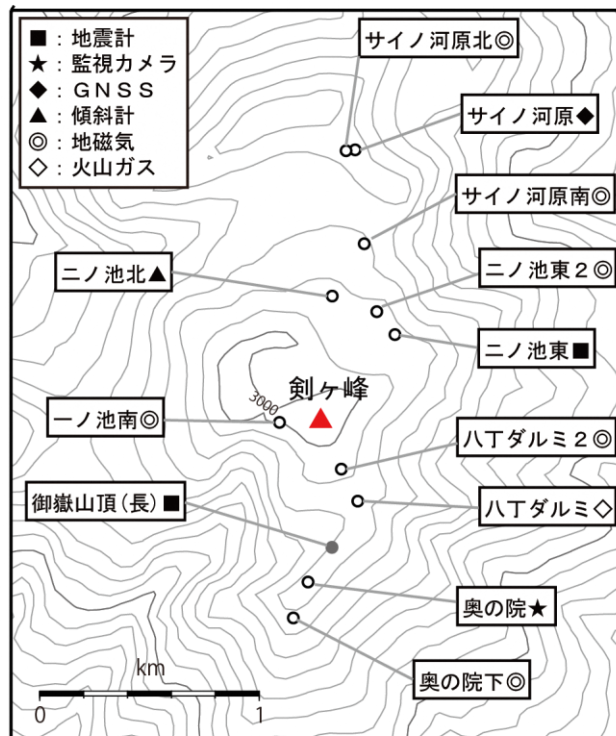 ■：地震計
★：監視カメラ
◆：ＧＮＳＳ
▲：傾斜計
◎：地磁気
◇：火山ガス
サイノ河原北◎
サイノ河原◆
サイノ河原南◎
二ノ池北▲
二ノ池東２◎
二ノ池東■
剣ヶ峰
3000
一ノ池南◎
八丁ダルミ２◎
御嶽山頂(長)■
八丁ダルミ◇
奥の院★
奥の院下◎
km
0 1